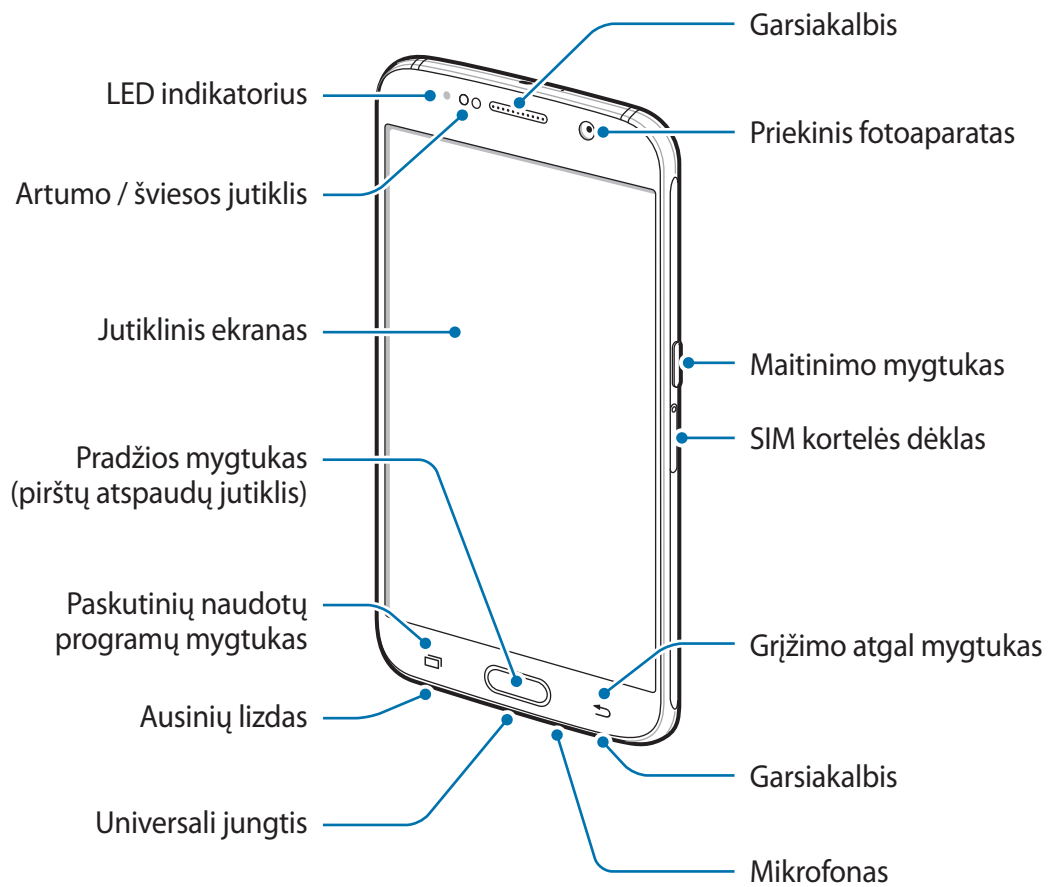 Garsiakalbis
LED indikatorius
Priekinis fotoaparatas
Artumo / šviesos jutiklis
Jutiklinis ekranas
Maitinimo mygtukas
SIM kortelės dėklas
Pradžios mygtukas
(pirštų atspaudų jutiklis)
Paskutinių naudotų
programų mygtukas
Grįžimo atgal mygtukas
Ausinių lizdas
Garsiakalbis
Universali jungtis
Mikrofonas